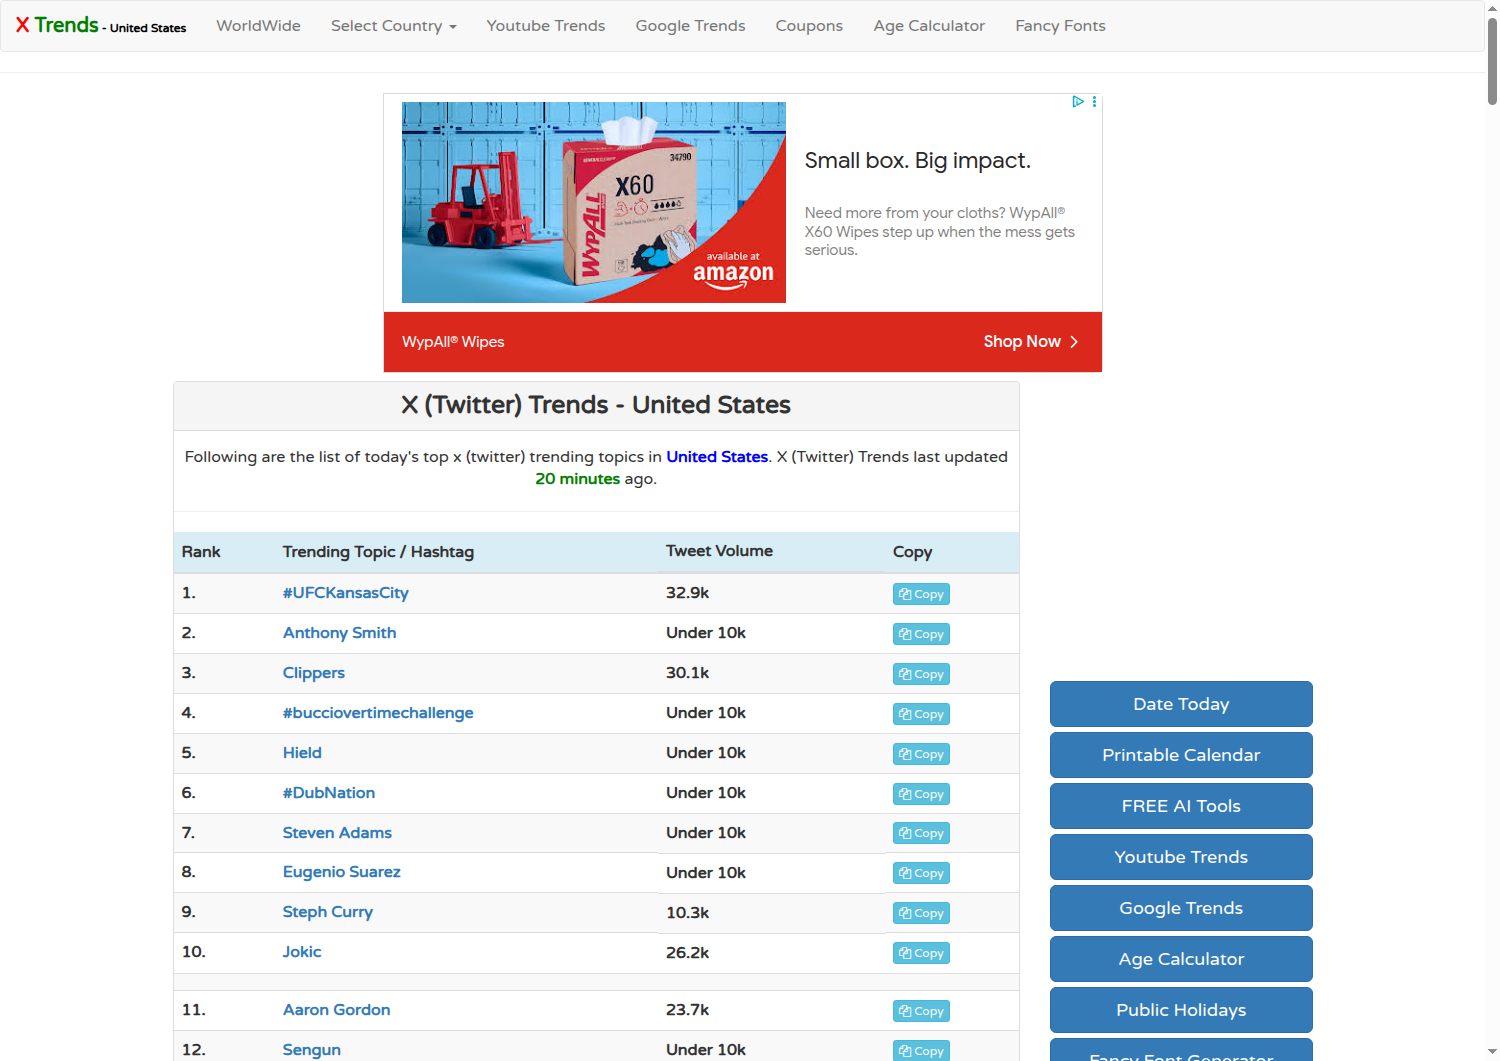 X Trends - United States
WorldWide
Select Country
Youtube Trends
Google Trends
Coupons
Age Calculator
Fancy Fonts
34790
X60
WYPALL
available at
amazon
Small box. Big impact.
Need more from your cloths? WypAll®
X60 Wipes step up when the mess gets
serious.
WypAll® Wipes
Shop Now
X (Twitter) Trends - United States
Following are the list of today's top x (twitter) trending topics in United States. X (Twitter) Trends last updated
20 minutes ago.
Rank Trending Topic / Hashtag Tweet Volume Copy
1. #UFCKansasCity 32.9k Copy
2. Anthony Smith Under 10k Copy
3. Clippers 30.1k Copy
4. #bucciovertimechallenge Under 10k Copy
5. Hield Under 10k Copy
6. #DubNation Under 10k Copy
7. Steven Adams Under 10k Copy
8. Eugenio Suarez Under 10k Copy
9. Steph Curry 10.3k Copy
10. Jokic 26.2k Copy
11. Aaron Gordon 23.7k Copy
12. Sengun Under 10k Copy
Date Today
Printable Calendar
FREE AI Tools
Youtube Trends
Google Trends
Age Calculator
Public Holidays
Fancy Font Generator